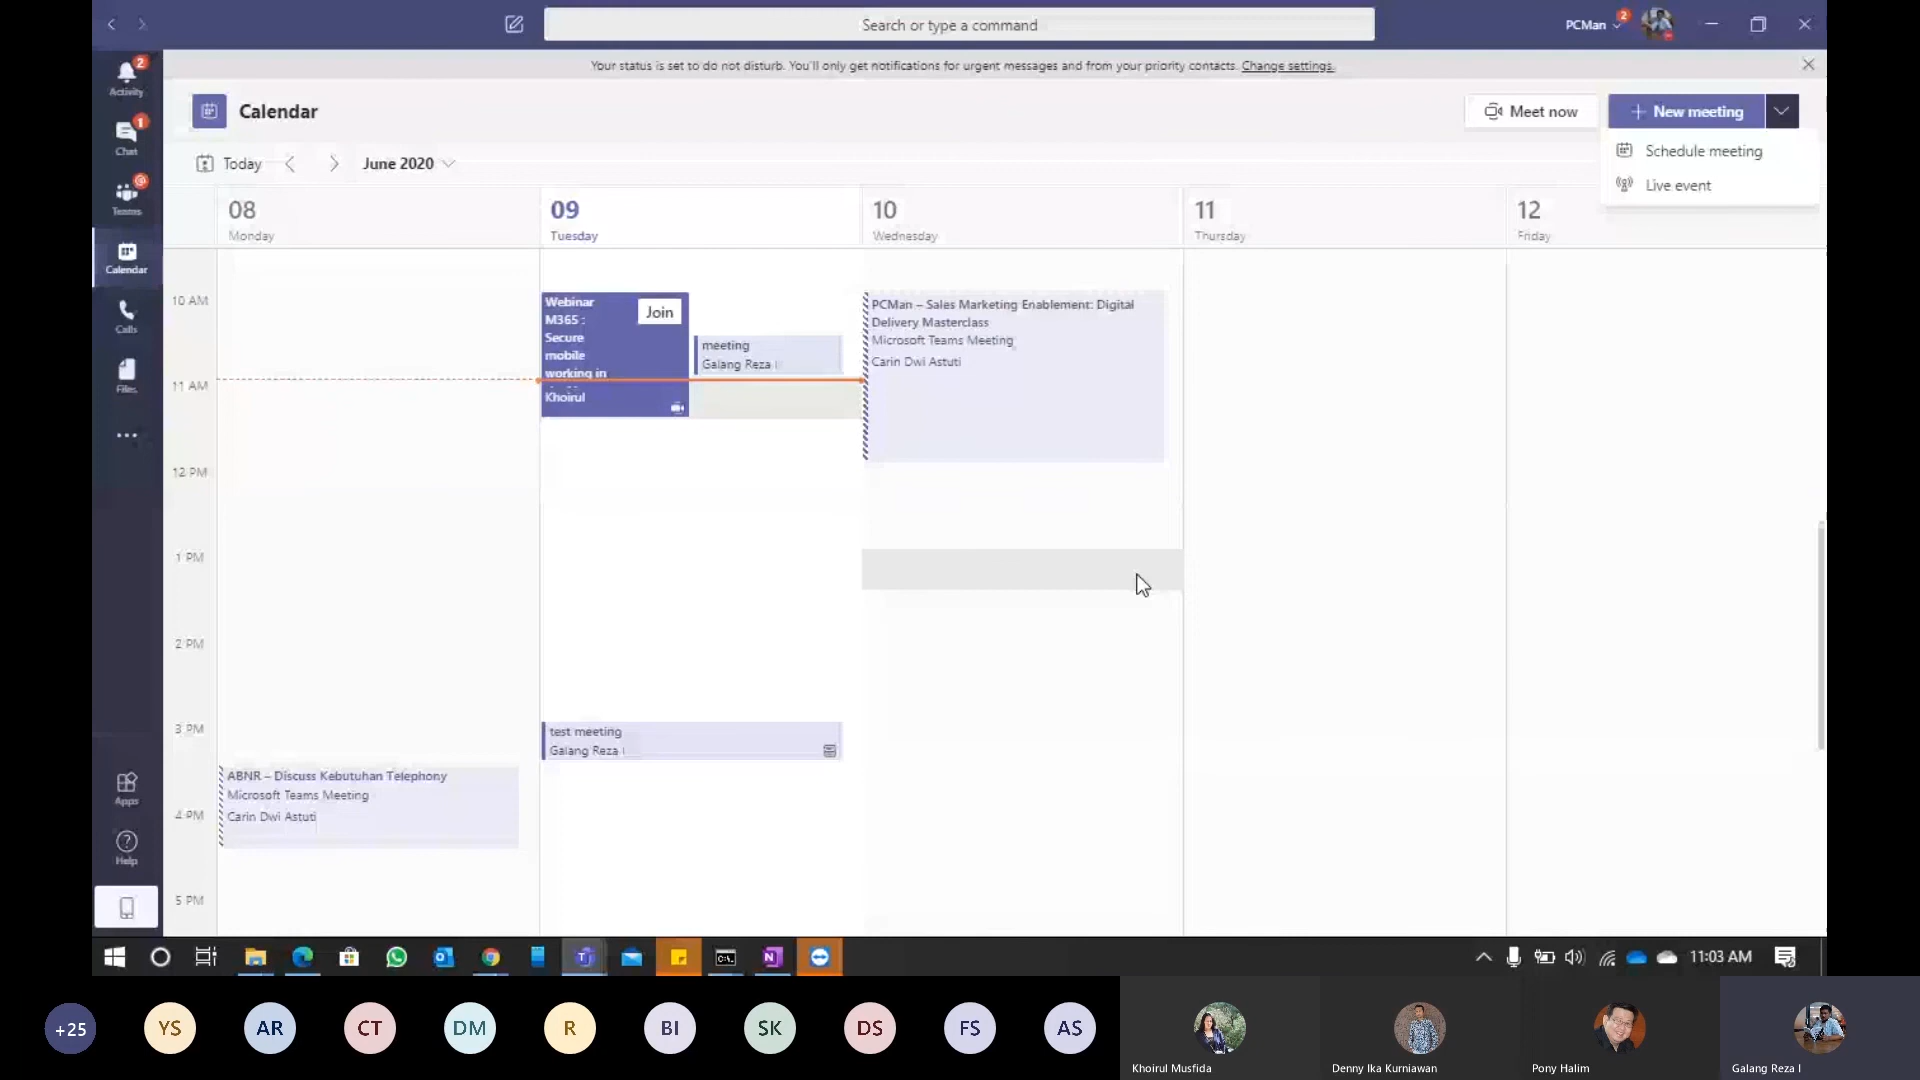 Search or type a command
PCMan
2
Your status is set to do not disturb. You'll only get notifications for urgent messages and from your priority contacts. Change settings.
2
Activity
1
Chat
Teams
Calendar
Calls
Files
Apps
Help
Calendar
Meet now
New meeting
Schedule meeting
Live event
Today
June 2020
08
Monday
09
Tuesday
10
Wednesday
11
Thursday
12
Friday
10 AM
11 AM
12 PM
1 PM
2 PM
3 PM
4 PM
5 PM
Webinar
M365 :
Secure
mobile
working in
Khoirul
Join
meeting
Galang Reza I
PCMan – Sales Marketing Enablement: Digital
Delivery Masterclass
Microsoft Teams Meeting
Carin Dwi Astuti
test meeting
Galang Reza I
ABNR – Discuss Kebutuhan Telephony
Microsoft Teams Meeting
Carin Dwi Astuti
11:03 AM
+25
YS
AR
CT
DM
R
BI
SK
DS
FS
AS
Khoirul Musfida
Denny Ika Kurniawan
Pony Halim
Galang Reza I